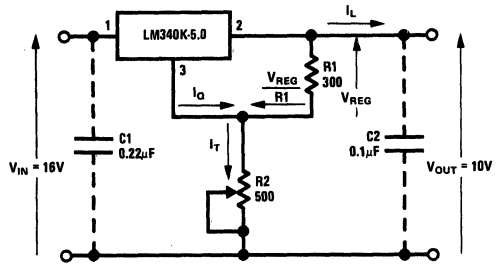 1
LM340K-5.0
2
I_L
3
I_Q
V_REG
R1
R1
300
V_REG
I_T
C1
0.22μF
C2
0.1μF
V_IN = 16V
R2
500
V_OUT = 10V